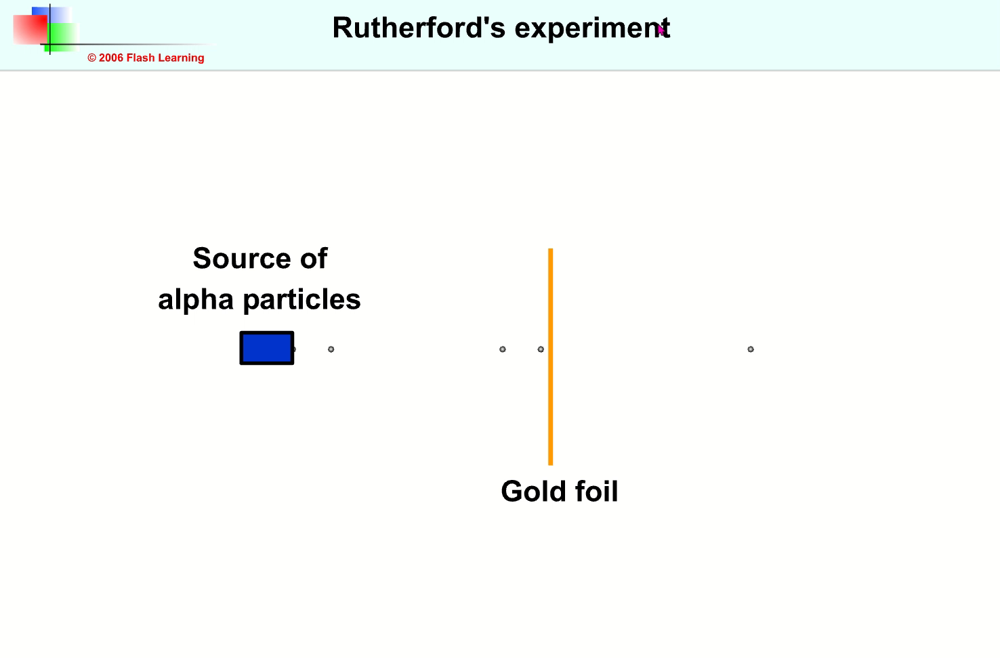 Rutherford's experiment
© 2006 Flash Learning
Source of
alpha particles
Gold foil